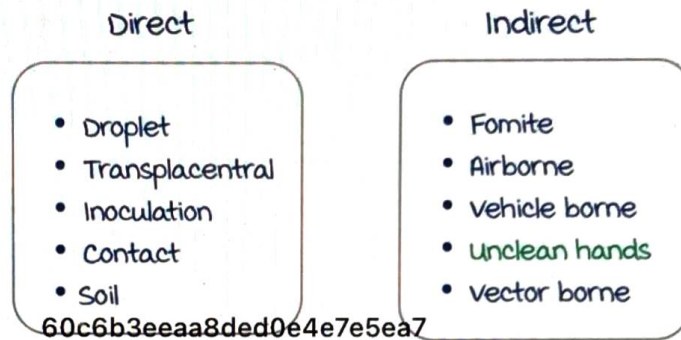 Direct
Droplet
Transplacentral
Inoculation
Contact
Soil
Indirect
Fomite
Airborne
Vehicle borne
Unclean hands
Vector borne
60c6b3eeaa8ded0e4e7e5ea7